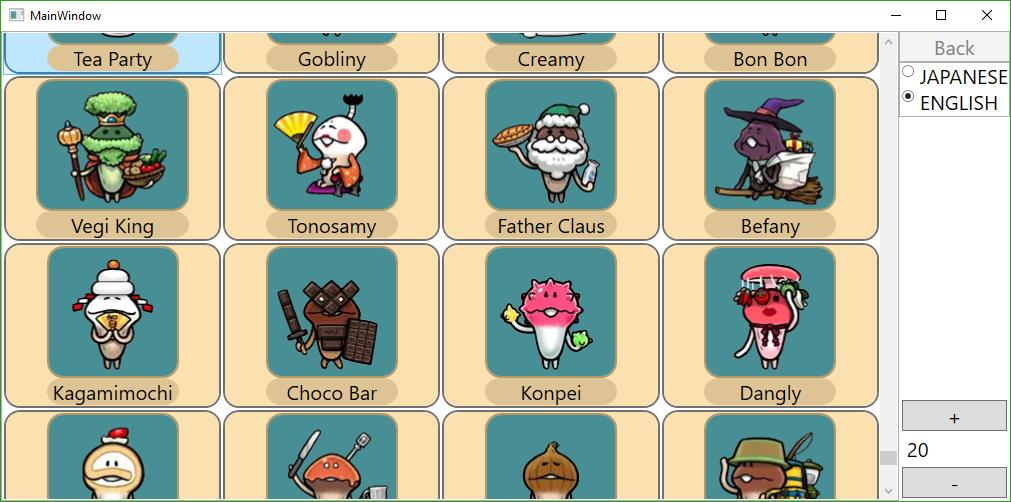 MainWindow
Tea Party
Gobliny
Creamy
Bon Bon
Back
JAPANESE
ENGLISH
Vegi King
Tonosamy
Father Claus
Befany
Kagamimochi
Choco Bar
Konpei
Dangly
+
20
-